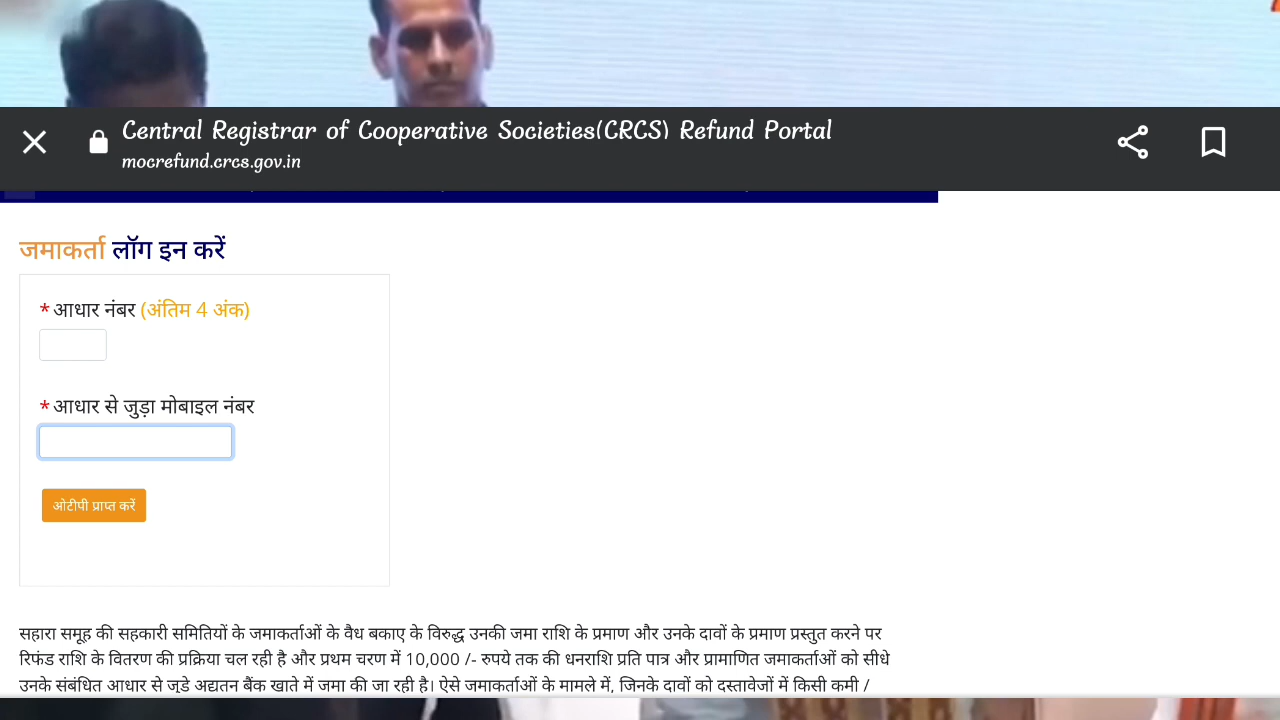 Central Registrar of Cooperative Societies(CRCS) Refund Portal
mocrefund.crcs.gov.in
जमाकर्ता लॉग इन करें
* आधार नंबर (अंतिम 4 अंक)
* आधार से जुड़ा मोबाइल नंबर
ओटीपी प्राप्त करें
सहारा समूह की सहकारी समितियों के जमाकर्ताओं के वैध बकाए के विरुद्ध उनकी जमा राशि के प्रमाण और उनके दावों के प्रमाण प्रस्तुत करने पर
रिफंड राशि के वितरण की प्रक्रिया चल रही है और प्रथम चरण में 10,000 /- रुपये तक की धनराशि प्रति पात्र और प्रामाणित जमाकर्ताओं को सीधे
उनके संबंधित आधार से जुड़े अद्यतन बैंक खाते में जमा की जा रही है। ऐसे जमाकर्ताओं के मामले में, जिनके दावों को दस्तावेजों में किसी कमी /